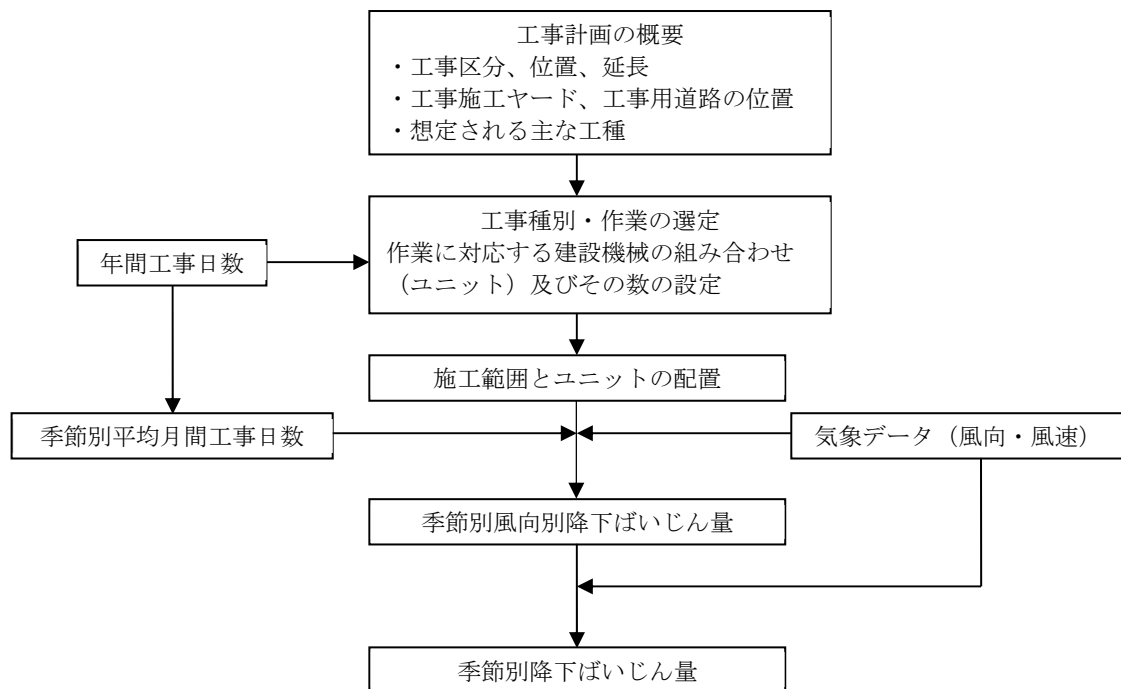 工事計画の概要
・工事区分、位置、延長
・工事施工ヤード、工事用道路の位置
・想定される主な工種
工事種別・作業の選定
作業に対応する建設機械の組み合わせ
（ユニット）及びその数の設定
年間工事日数
施工範囲とユニットの配置
季節別平均月間工事日数
気象データ（風向・風速）
季節別風向別降下ばいじん量
季節別降下ばいじん量